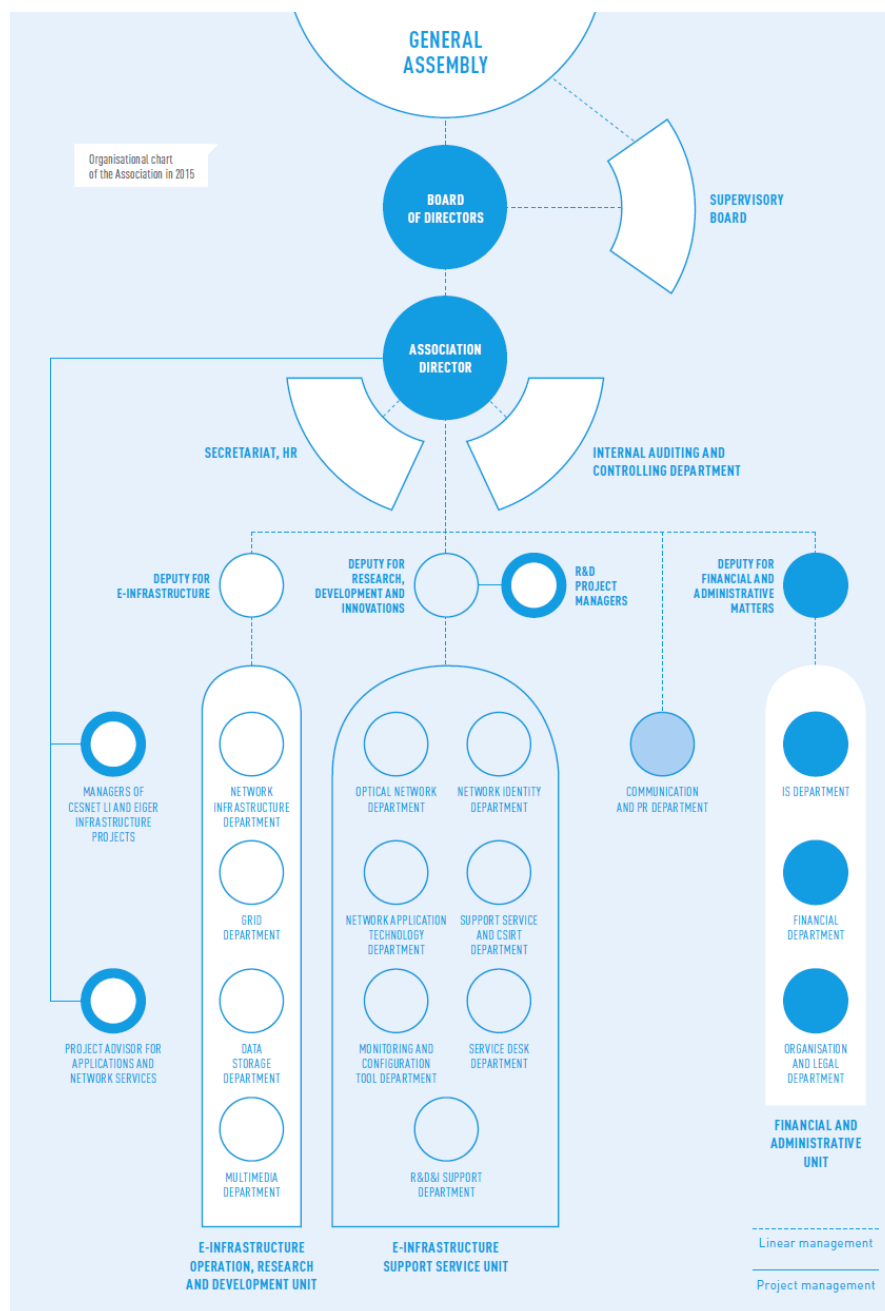 GENERAL
ASSEMBLY
Organisational chart
of the Association in 2015
BOARD
OF DIRECTORS
SUPERVISORY
BOARD
ASSOCIATION
DIRECTOR
SECRETARIAT, HR
INTERNAL AUDITING AND
CONTROLLING DEPARTMENT
DEPUTY FOR
E-INFRASTRUCTURE
DEPUTY FOR
RESEARCH,
DEVELOPMENT AND
INNOVATIONS
R&D
PROJECT
MANAGERS
DEPUTY FOR
FINANCIAL AND
ADMINISTRATIVE
MATTERS
MANAGERS OF
CESNET LI AND EIGER
INFRASTRUCTURE
PROJECTS
NETWORK
INFRASTRUCTURE
DEPARTMENT
OPTICAL NETWORK
DEPARTMENT
NETWORK IDENTITY
DEPARTMENT
COMMUNICATION
AND PR DEPARTMENT
IS DEPARTMENT
GRID
DEPARTMENT
NETWORK APPLICATION
TECHNOLOGY
DEPARTMENT
SUPPORT SERVICE
AND CSIRT
DEPARTMENT
FINANCIAL
DEPARTMENT
PROJECT ADVISOR FOR
APPLICATIONS AND
NETWORK SERVICES
DATA
STORAGE
DEPARTMENT
MONITORING AND
CONFIGURATION
TOOL DEPARTMENT
SERVICE DESK
DEPARTMENT
ORGANISATION
AND LEGAL
DEPARTMENT
MULTIMEDIA
DEPARTMENT
R&D&I SUPPORT
DEPARTMENT
FINANCIAL AND
ADMINISTRATIVE
UNIT
E-INFRASTRUCTURE
OPERATION, RESEARCH
AND DEVELOPMENT UNIT
E-INFRASTRUCTURE
SUPPORT SERVICE UNIT
Linear management
Project management